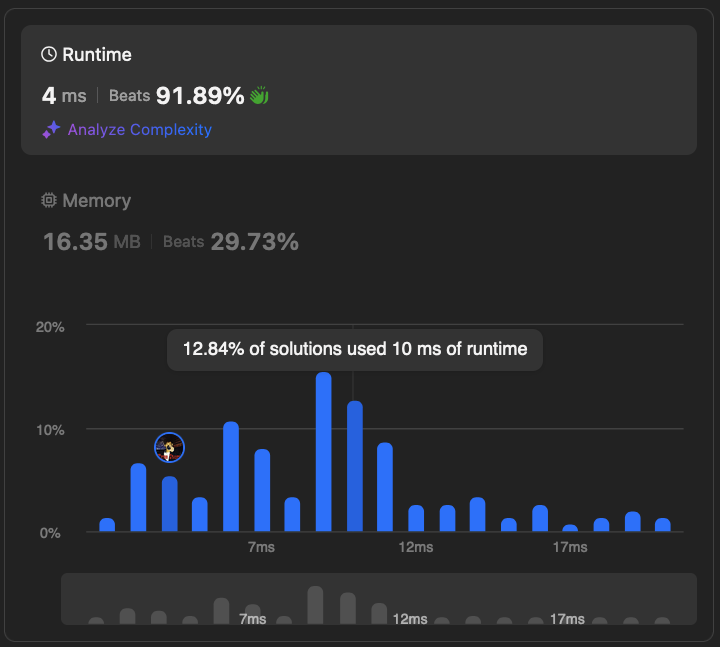 Runtime
4 ms | Beats 91.89%
Analyze Complexity
Memory
16.35 MB | Beats 29.73%
20%
12.84% of solutions used 10 ms of runtime
10%
0%
7ms 12ms 17ms
7ms 12ms 17ms